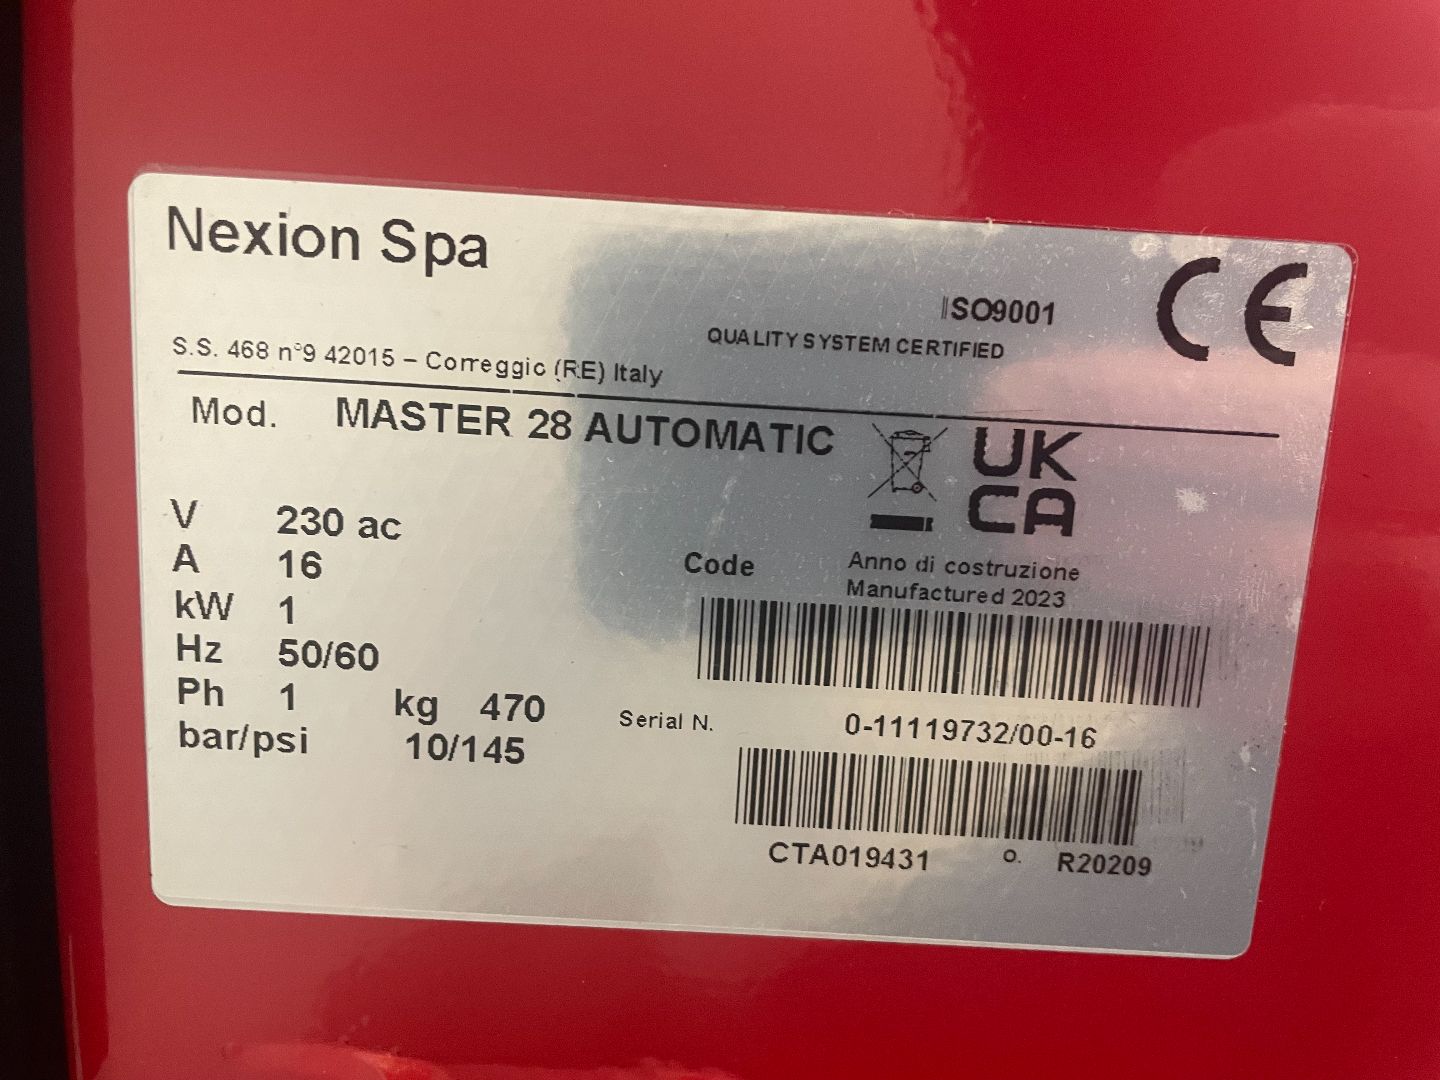 Nexion Spa
CE
ISO9001
QUALITY SYSTEM CERTIFIED
S.S. 468 n°9 42015 – Correggio (RE) Italy
Mod. MASTER 28 AUTOMATIC
UK
CA
V 230 ac
A 16
kW 1
Hz 50/60
Ph 1 kg 470
bar/psi 10/145
Code Anno di costruzione
Manufactured 2023
0-11119732/00-16
Serial N.
CTA019431 O. R20209